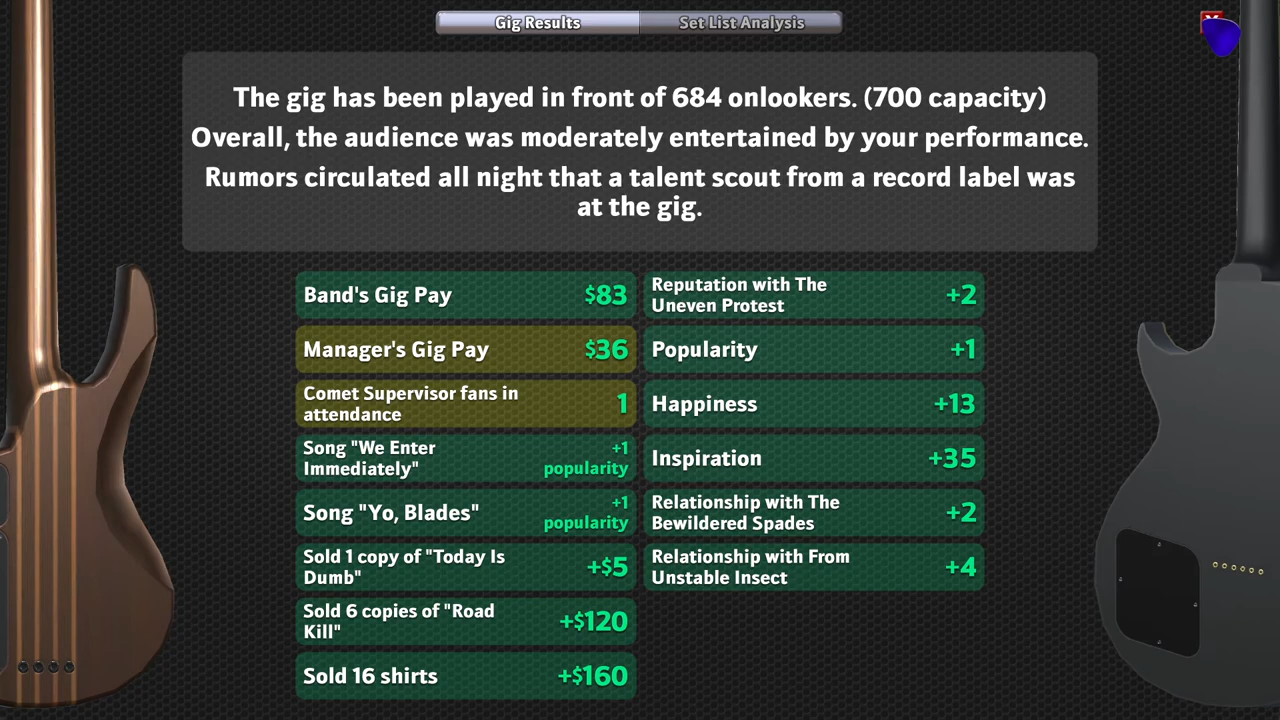 Gig Results
Set List Analysis
The gig has been played in front of 684 onlookers. (700 capacity)
Overall, the audience was moderately entertained by your performance.
Rumors circulated all night that a talent scout from a record label was
at the gig.
Band's Gig Pay
$83
Manager's Gig Pay
$36
Comet Supervisor fans in
attendance
1
Song "We Enter
Immediately"
+1
popularity
Song "Yo, Blades"
+1
popularity
Sold 1 copy of "Today Is
Dumb"
+$5
Sold 6 copies of "Road
Kill"
+$120
Sold 16 shirts
+$160
Reputation with The
Uneven Protest
+2
Popularity
+1
Happiness
+13
Inspiration
+35
Relationship with The
Bewildered Spades
+2
Relationship with From
Unstable Insect
+4